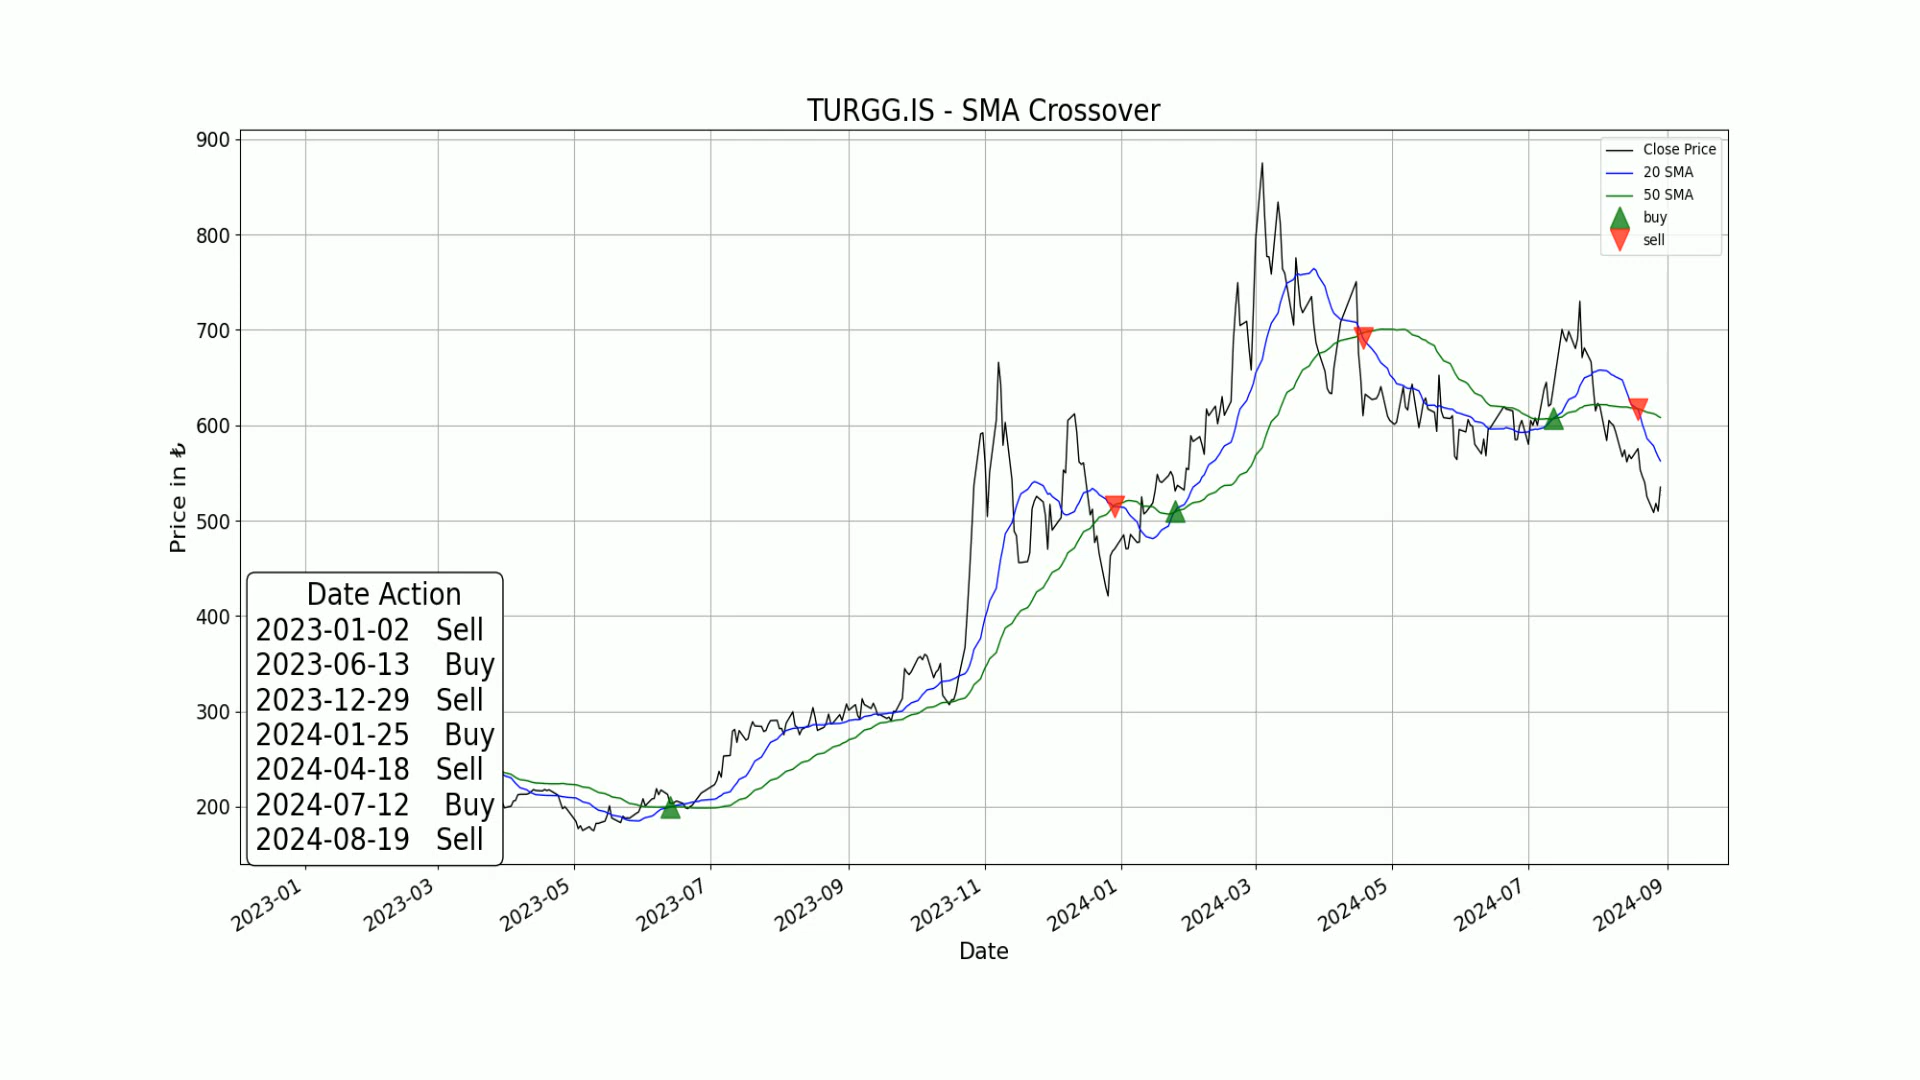 TURGG.IS - SMA Crossover
900
800
700
600
500
400
300
200
Price in ₺
Close Price
20 SMA
50 SMA
buy
sell
Date Action
2023-01-02 Sell
2023-06-13 Buy
2023-12-29 Sell
2024-01-25 Buy
2024-04-18 Sell
2024-07-12 Buy
2024-08-19 Sell
2023-01
2023-03
2023-05
2023-07
2023-09
2023-11
2024-01
2024-03
2024-05
2024-07
2024-09
Date